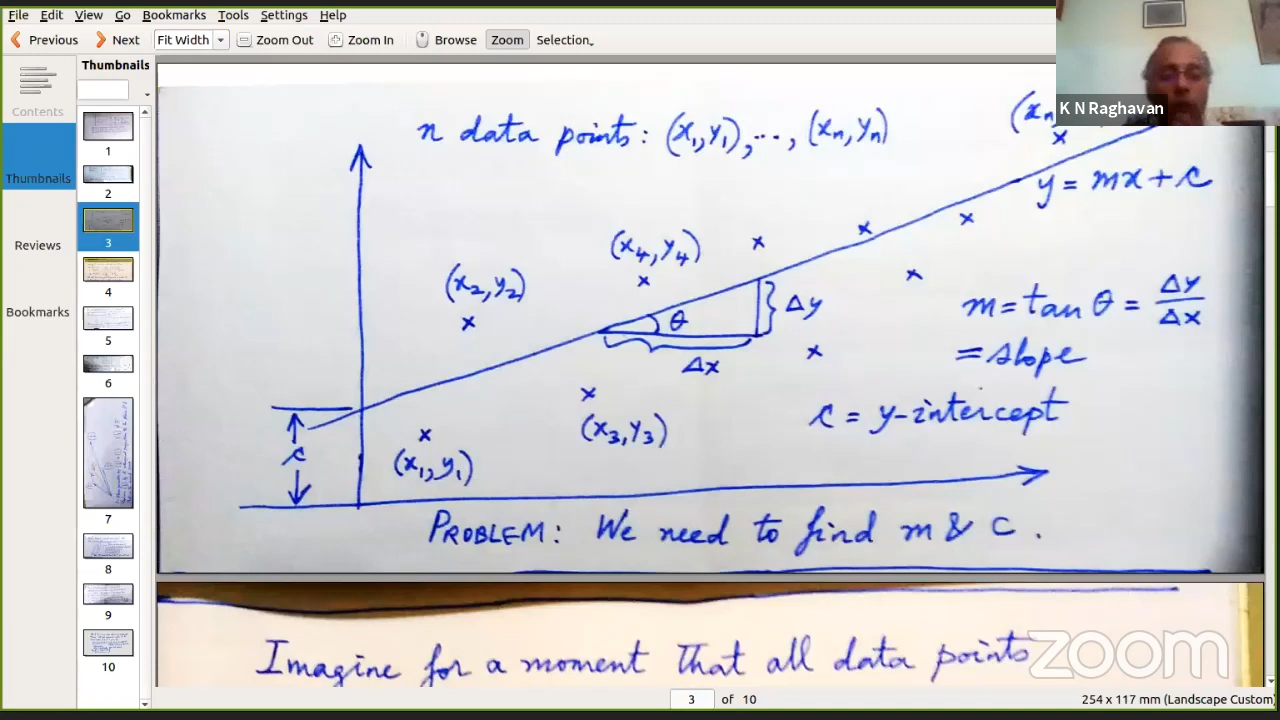 File Edit View Go Bookmarks Tools Settings Help
Previous Next Fit Width Zoom Out Zoom In Browse Zoom Selection
Thumbnails
Contents
Thumbnails
Reviews
Bookmarks
1
2
3
4
5
6
7
8
9
10
K N Raghavan
n data points: (x₁,y₁),..., (xₙ,yₙ)
(xₙ
y = mx + c
(x₄,y₄)
(x₂,y₂)
θ
Δy
Δx
m = tan θ = Δy/Δx
= slope
c = y-intercept
(x₃,y₃)
c
(x₁,y₁)
PROBLEM: We need to find m & c.
Imagine for a moment that all data points
zoom
3 of 10
254 x 117 mm (Landscape Custom)